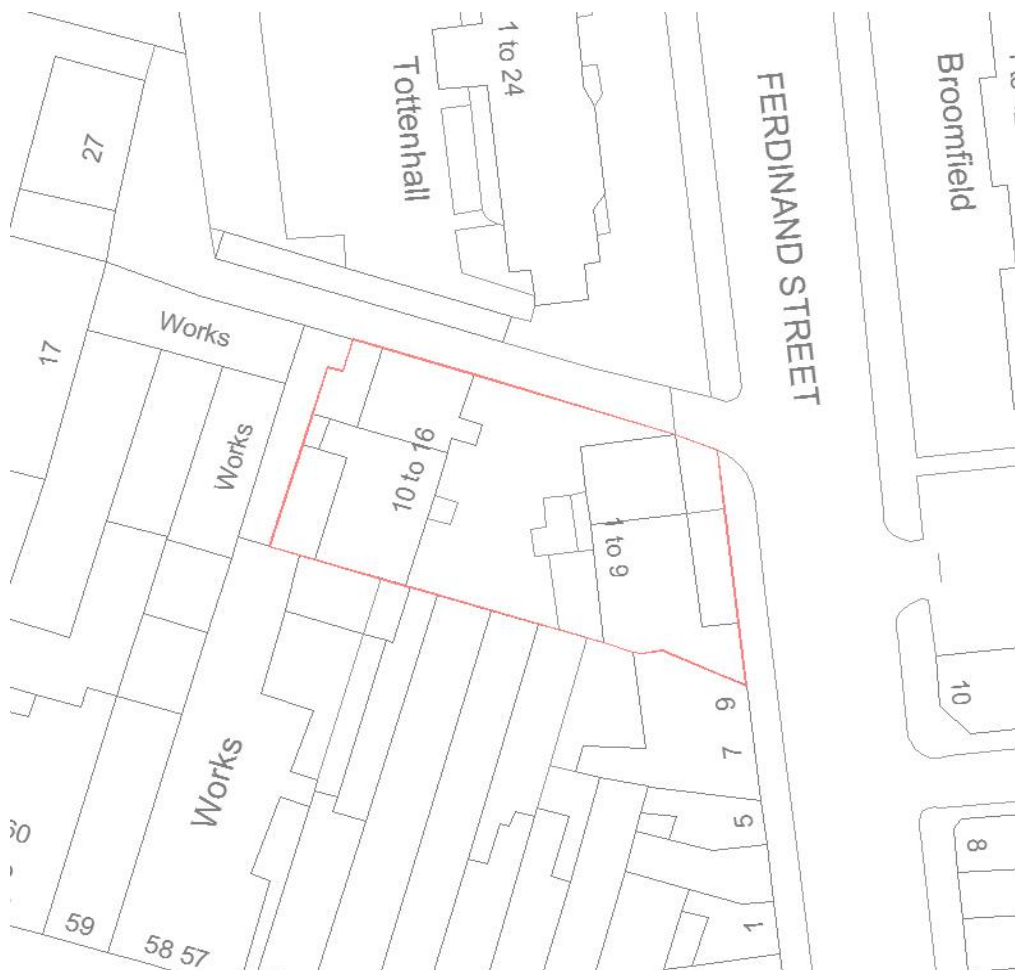 1 to 24
Tottenhall
FERDINAND STREET
Broomfield
27
Works
17
Works
10 to 16
1 to 9
Works
9
7
5
1
10
8
59
58 57